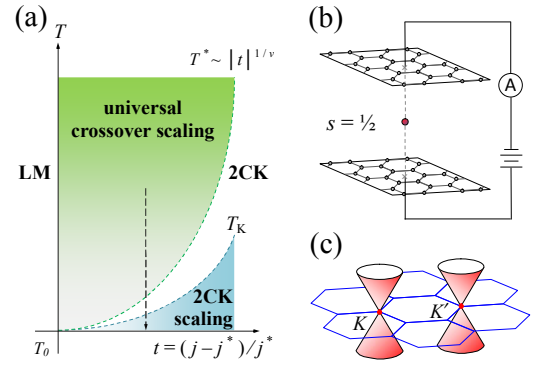 (a)
T
T* ~ |t|^{1/ν}
universal
crossover scaling
LM
2CK
T_K
2CK
scaling
T_0
t = (j − j*)/j*
(b)
A
s = ½
(c)
K
K′